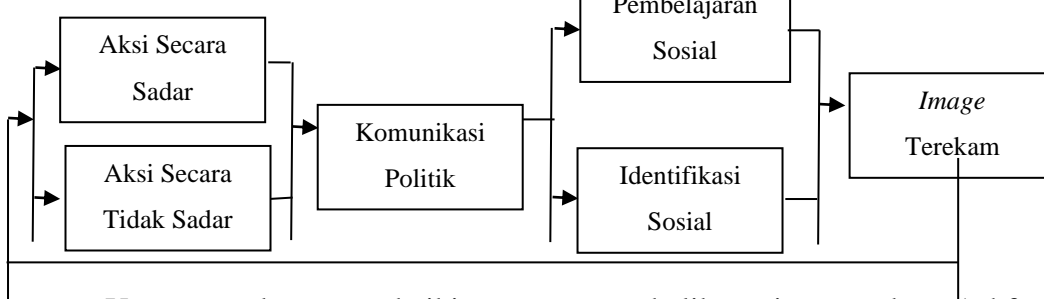 Aksi Secara
Sadar
Aksi Secara
Tidak Sadar
Komunikasi
Politik
Pembelajaran
Sosial
Identifikasi
Sosial
Image
Terekam